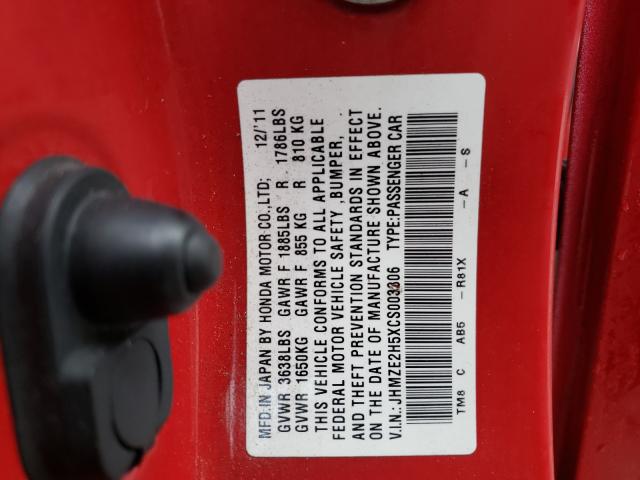 MFD.IN JAPAN BY HONDA MOTOR CO.,LTD; 12/'11
GVWR 3638LBS GAWR F 1885LBS R 1786LBS
GVWR 1650KG GAWR F 855 KG R 810 KG
THIS VEHICLE CONFORMS TO ALL APPLICABLE
FEDERAL MOTOR VEHICLE SAFETY ,BUMPER,
AND THEFT PREVENTION STANDARDS IN EFFECT
ON THE DATE OF MANUFACTURE SHOWN ABOVE.
V.I.N.: JHMZE2H5XCS003306 TYPE:PASSENGER CAR
TM8 C AB5 - R81X - A - S